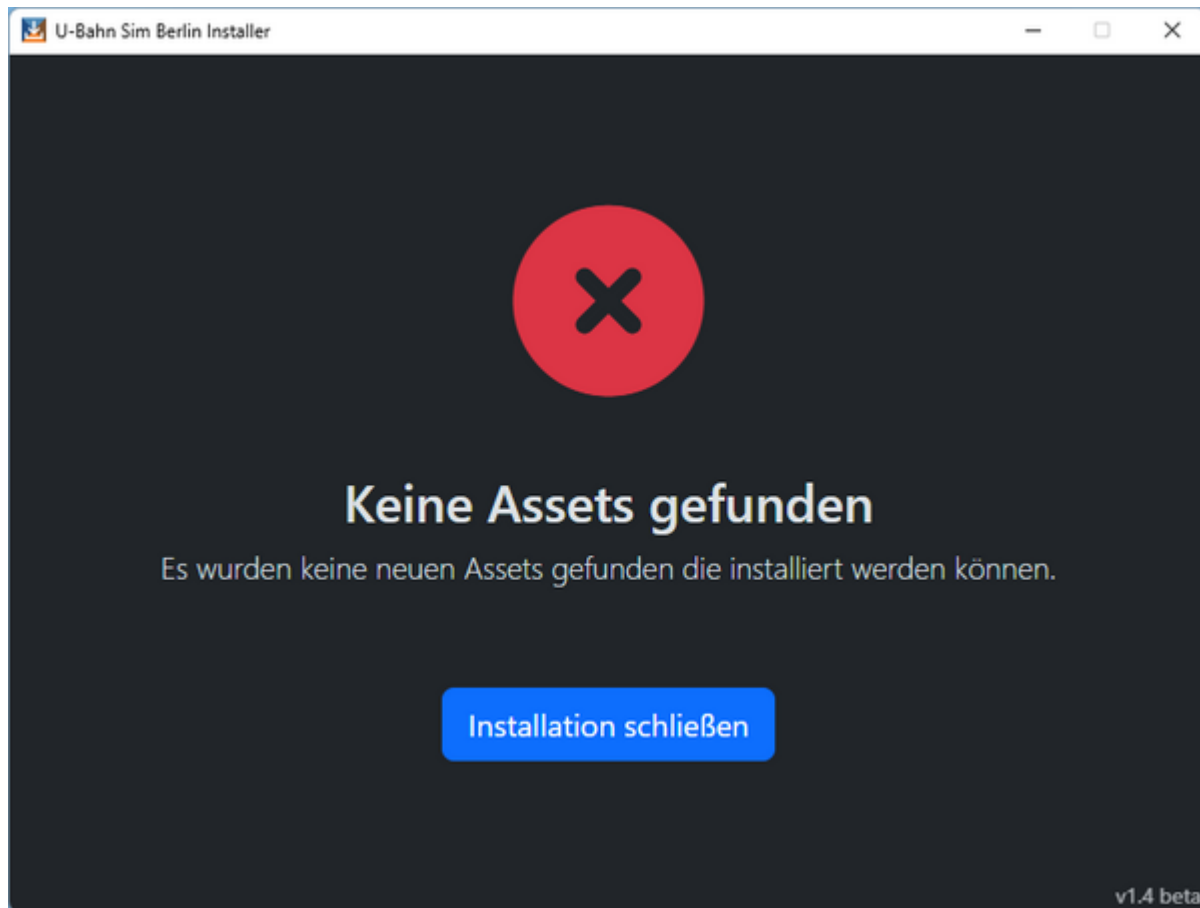 U-Bahn Sim Berlin Installer
Keine Assets gefunden
Es wurden keine neuen Assets gefunden die installiert werden können.
Installation schließen
v1.4 beta